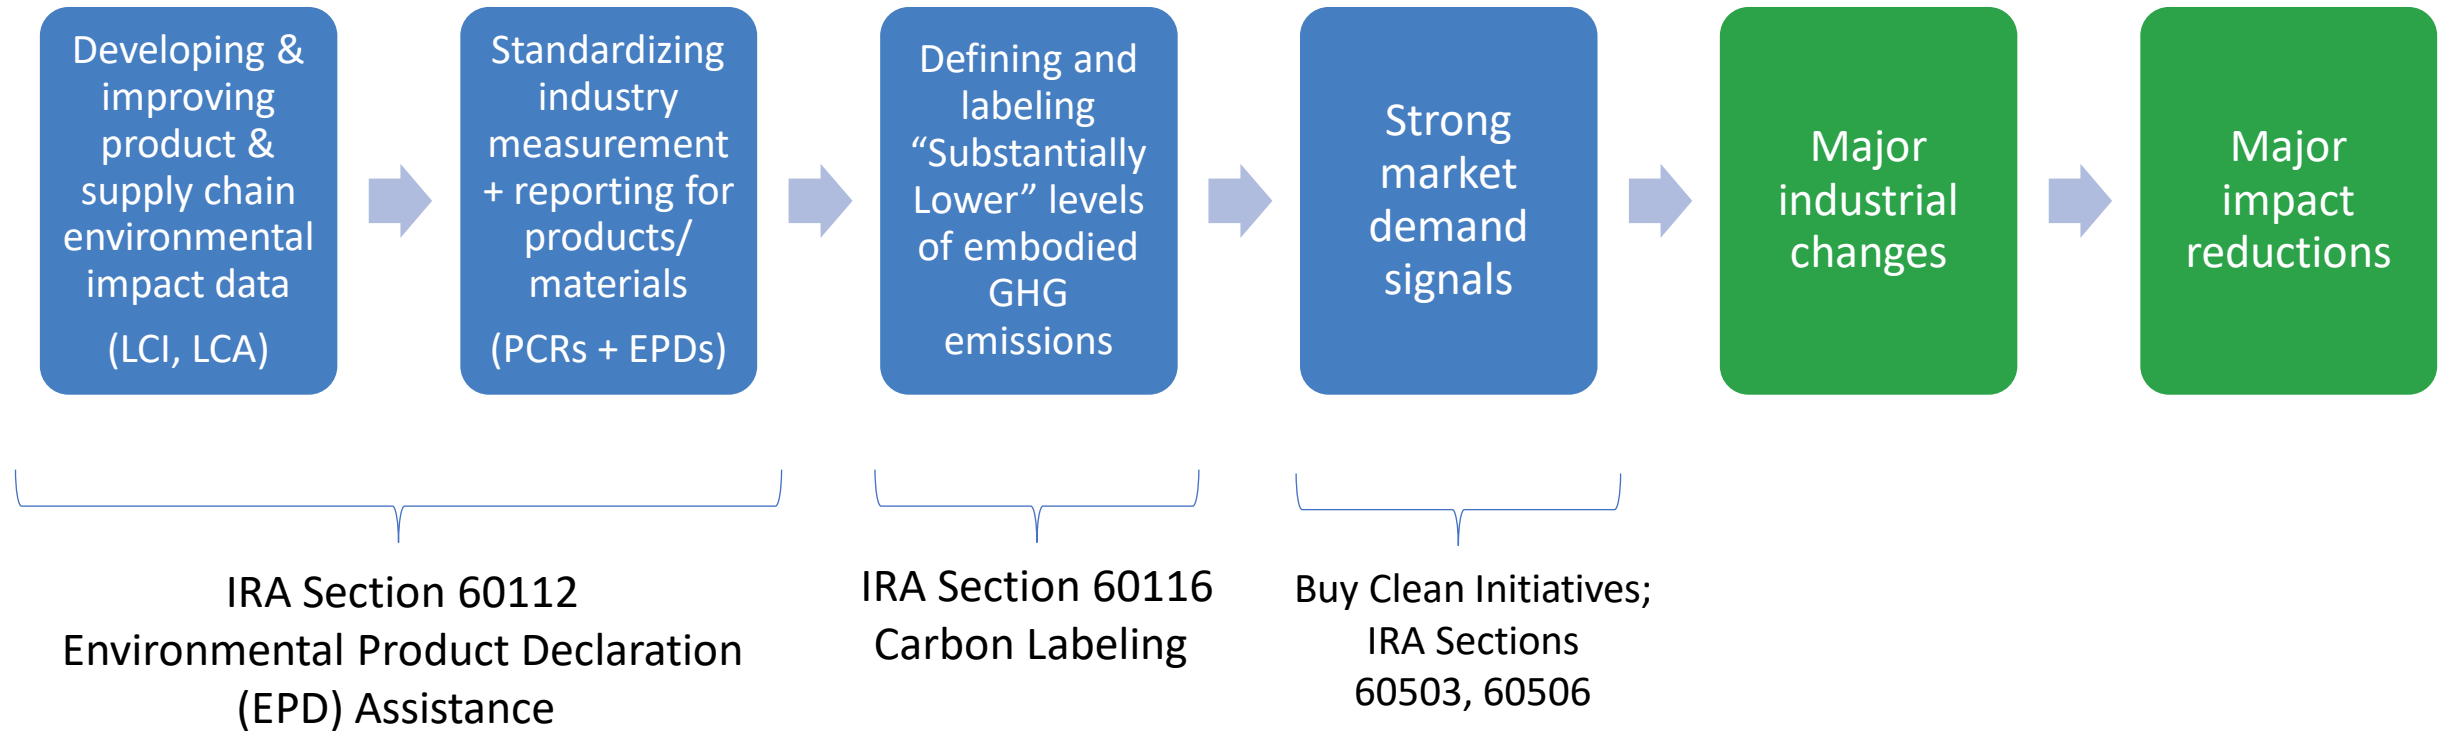 Developing &
improving
product &
supply chain
environmental
impact data
(LCI, LCA)
Standardizing
industry
measurement
+ reporting for
products/
materials
(PCRs + EPDs)
Defining and
labeling
“Substantially
Lower” levels
of embodied
GHG
emissions
Strong
market
demand
signals
Major
industrial
changes
Major
impact
reductions
IRA Section 60112
Environmental Product Declaration
(EPD) Assistance
IRA Section 60116
Carbon Labeling
Buy Clean Initiatives;
IRA Sections
60503, 60506